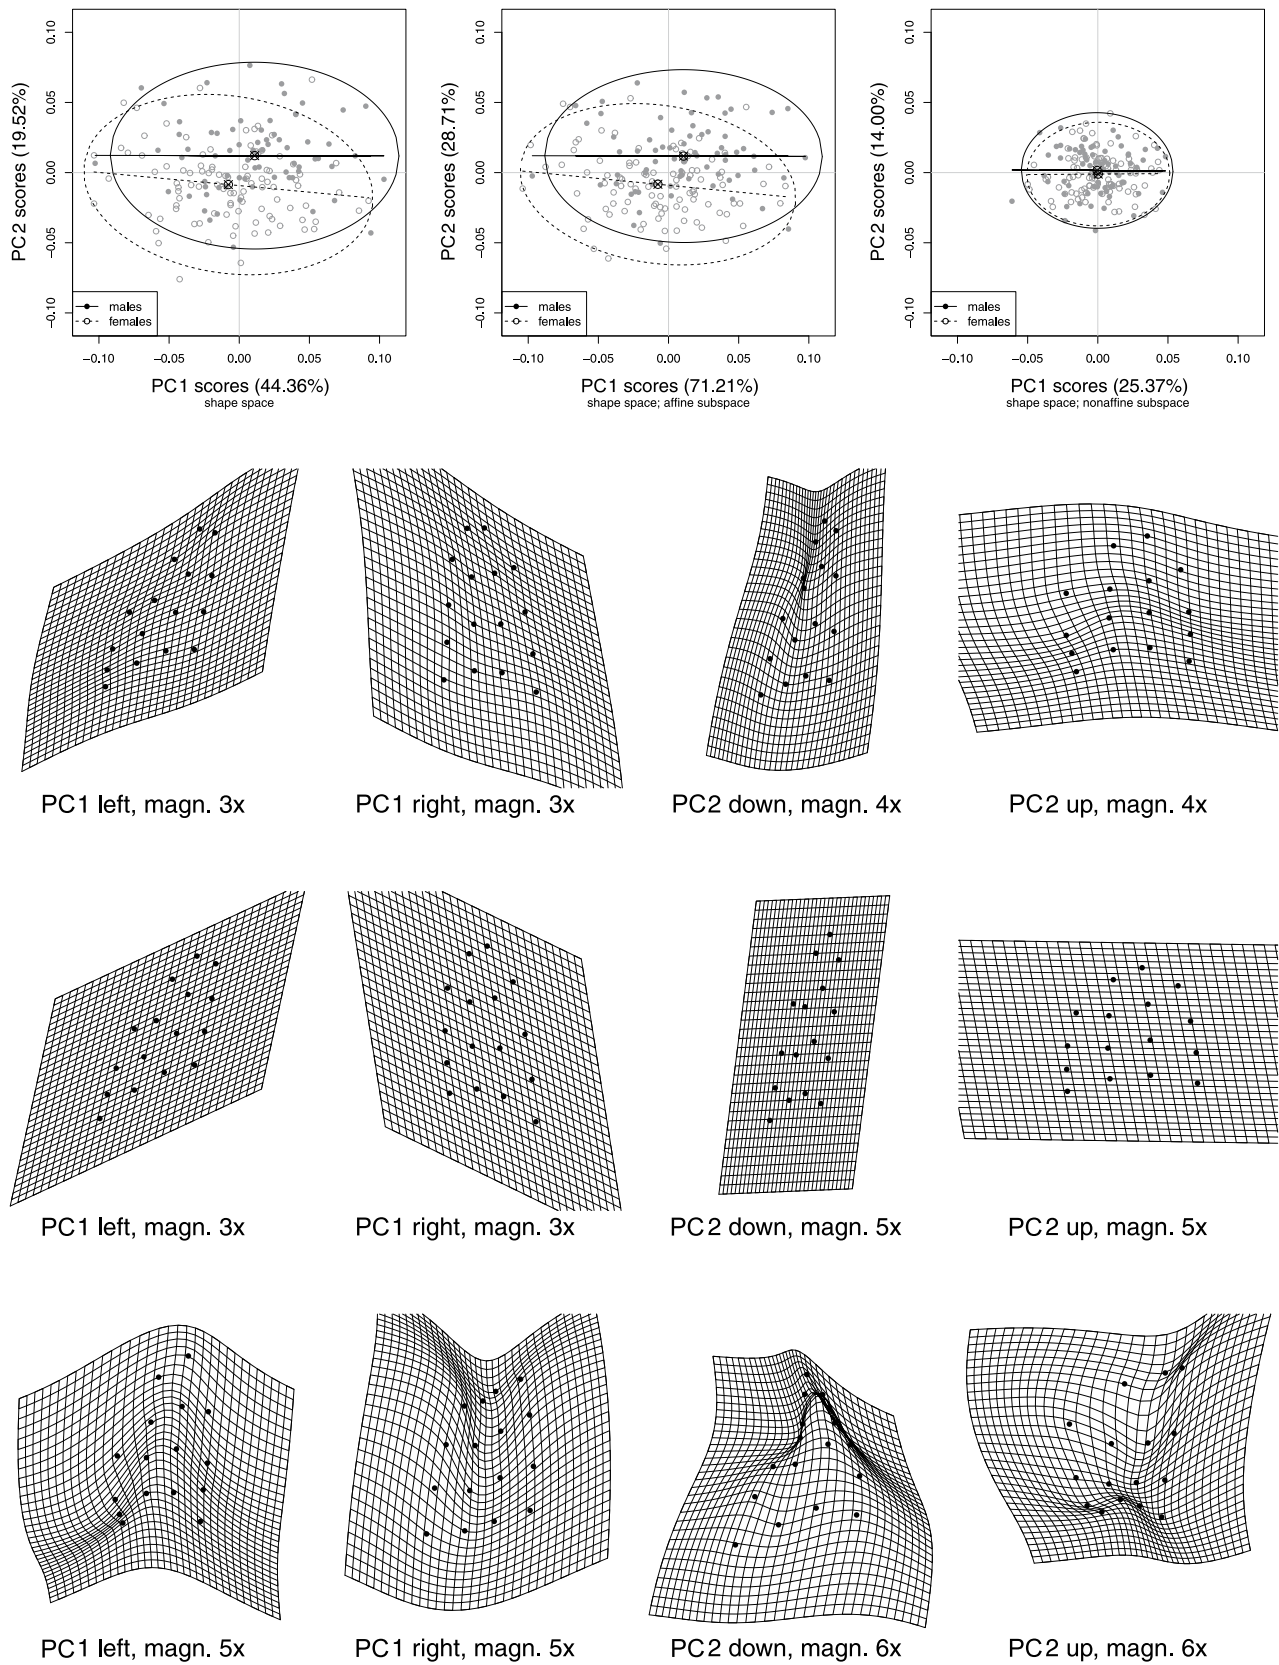 PC2 scores (19.52%)
0.10
0.05
0.00
−0.05
−0.10
males
females
−0.10 −0.05 0.00 0.05 0.10
PC1 scores (44.36%)
shape space
PC2 scores (28.71%)
0.10
0.05
0.00
−0.05
−0.10
males
females
−0.10 −0.05 0.00 0.05 0.10
PC1 scores (71.21%)
shape space; affine subspace
PC2 scores (14.00%)
0.10
0.05
0.00
−0.05
−0.10
males
females
−0.10 −0.05 0.00 0.05 0.10
PC1 scores (25.37%)
shape space; nonaffine subspace
PC1 left, magn. 3x
PC1 right, magn. 3x
PC2 down, magn. 4x
PC2 up, magn. 4x
PC1 left, magn. 3x
PC1 right, magn. 3x
PC2 down, magn. 5x
PC2 up, magn. 5x
PC1 left, magn. 5x
PC1 right, magn. 5x
PC2 down, magn. 6x
PC2 up, magn. 6x